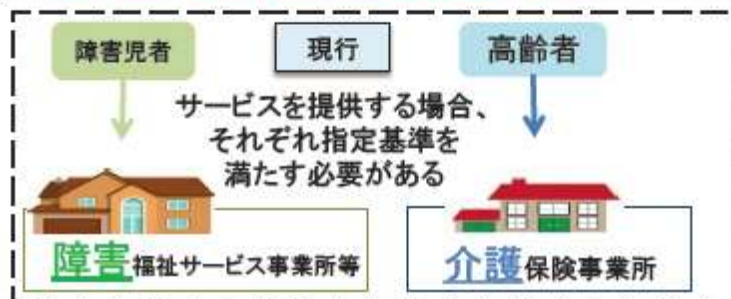 障害児者
現行
高齢者
サービスを提供する場合、
それぞれ指定基準を
満たす必要がある
障害福祉サービス事業所等
介護保険事業所